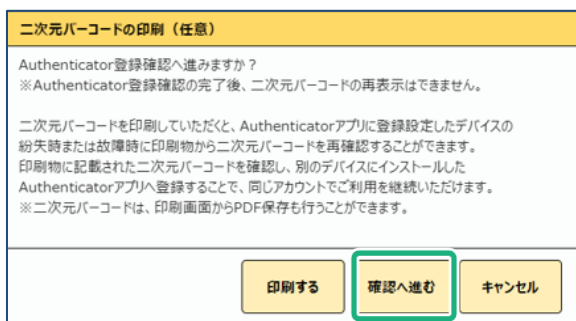 二次元バーコードの印刷（任意）
Authenticator登録確認へ進みますか？
※Authenticator登録確認の完了後、二次元バーコードの再表示はできません。
二次元バーコードを印刷していただくと、Authenticatorアプリに登録設定したデバイスの
紛失時または故障時に印刷物から二次元バーコードを再確認することができます。
印刷物に記載された二次元バーコードを確認し、別のデバイスにインストールした
Authenticatorアプリへ登録することで、同じアカウントでご利用を継続いただけます。
※二次元バーコードは、印刷画面からPDF保存も行うことができます。
印刷する 確認へ進む キャンセル